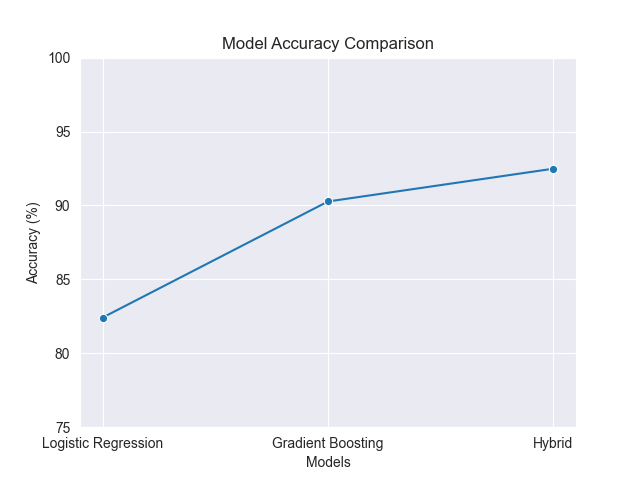 Model Accuracy Comparison
100
95
90
85
80
75
Accuracy (%)
Logistic Regression
Gradient Boosting
Hybrid
Models